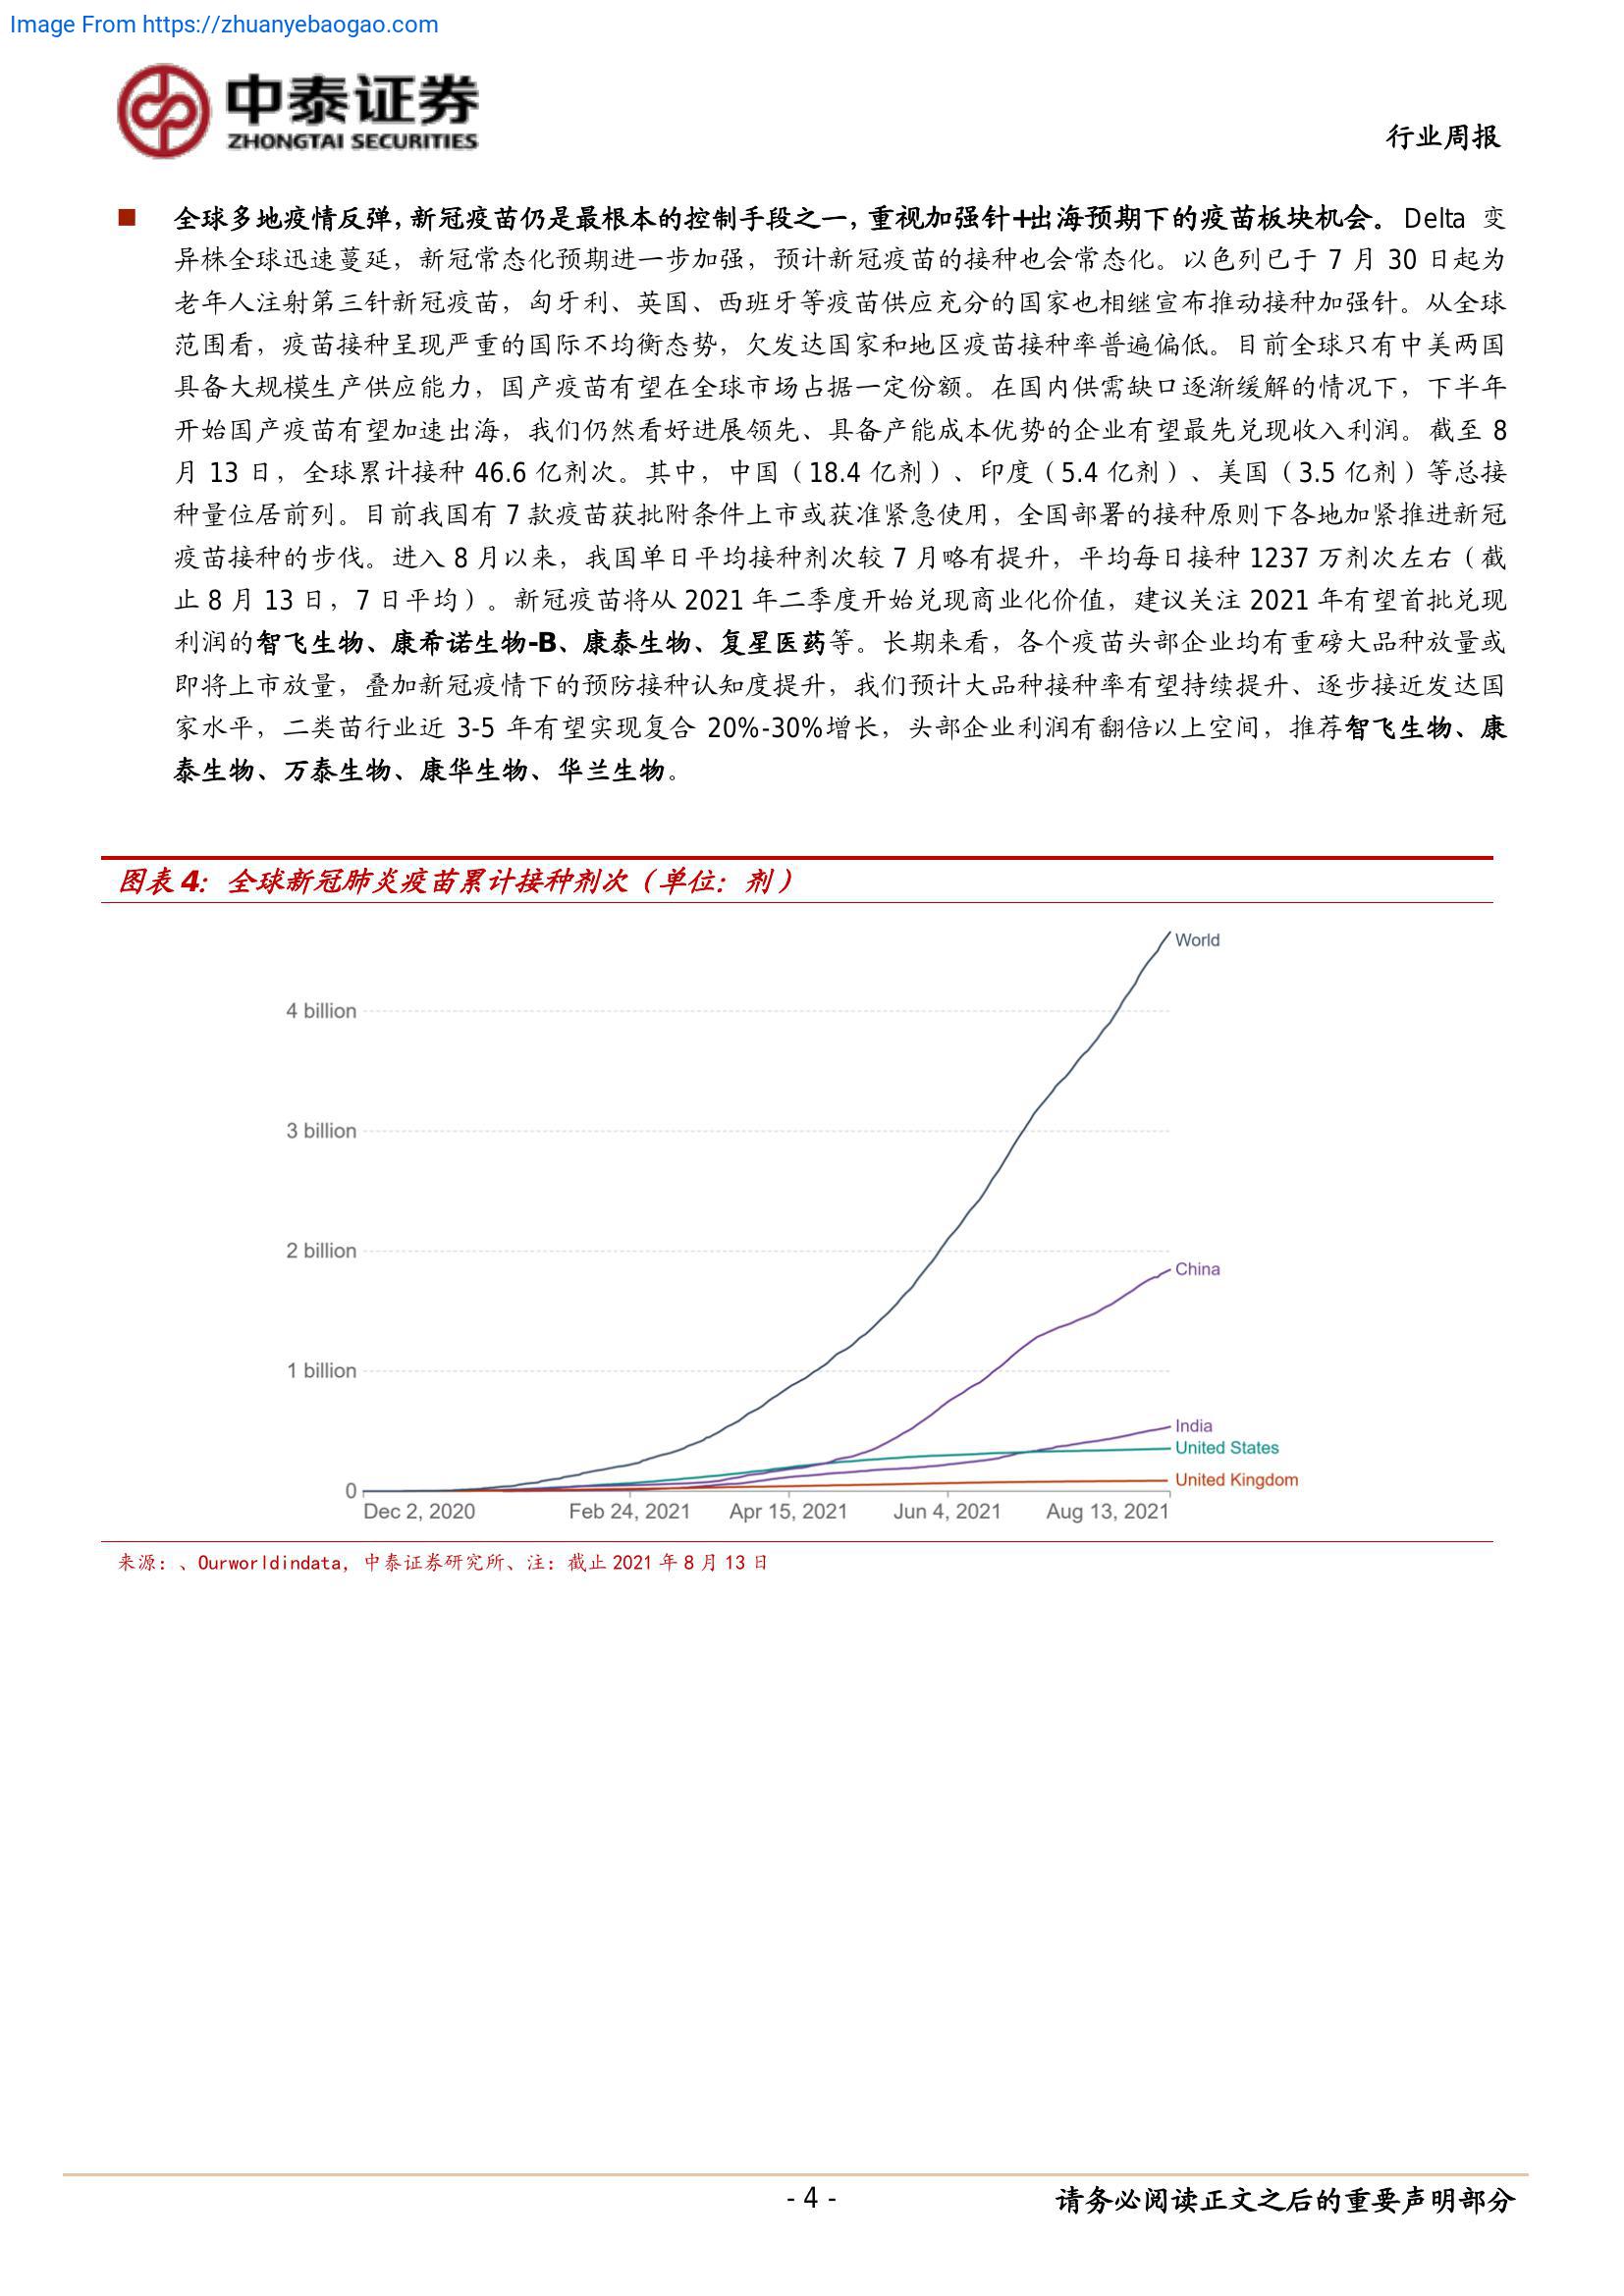 Image From https://zhuanyebaogao.com
中泰证券
ZHONGTAI SECURITIES
行业周报
■ 全球多地疫情反弹，新冠疫苗仍是最根本的控制手段之一，重视加强针+出海预期下的疫苗板块机会。Delta 变
异株全球迅速蔓延，新冠常态化预期进一步加强，预计新冠疫苗的接种也会常态化。以色列已于 7 月 30 日起为
老年人注射第三针新冠疫苗，匈牙利、英国、西班牙等疫苗供应充分的国家也相继宣布推动接种加强针。从全球
范围看，疫苗接种呈现严重的国际不均衡态势，欠发达国家和地区疫苗接种率普遍偏低。目前全球只有中美两国
具备大规模生产供应能力，国产疫苗有望在全球市场占据一定份额。在国内供需缺口逐渐缓解的情况下，下半年
开始国产疫苗有望加速出海，我们仍然看好进展领先、具备产能成本优势的企业有望最先兑现收入利润。截至 8
月 13 日，全球累计接种 46.6 亿剂次。其中，中国（18.4 亿剂）、印度（5.4 亿剂）、美国（3.5 亿剂）等总接
种量位居前列。目前我国有 7 款疫苗获批附条件上市或获准紧急使用，全国部署的接种原则下各地加紧推进新冠
疫苗接种的步伐。进入 8 月以来，我国单日平均接种剂次较 7 月略有提升，平均每日接种 1237 万剂次左右（截
止 8 月 13 日，7 日平均）。新冠疫苗将从 2021 年二季度开始兑现商业化价值，建议关注 2021 年有望首批兑现
利润的智飞生物、康希诺生物-B、康泰生物、复星医药等。长期来看，各个疫苗头部企业均有重磅大品种放量或
即将上市放量，叠加新冠疫情下的预防接种认知度提升，我们预计大品种接种率有望持续提升、逐步接近发达国
家水平，二类苗行业近 3-5 年有望实现复合 20%-30%增长，头部企业利润有翻倍以上空间，推荐智飞生物、康
泰生物、万泰生物、康华生物、华兰生物。
图表 4：全球新冠肺炎疫苗累计接种剂次（单位：剂）
World
4 billion
3 billion
2 billion
China
1 billion
India
United States
United Kingdom
0
Dec 2, 2020 Feb 24, 2021 Apr 15, 2021 Jun 4, 2021 Aug 13, 2021
来源：、Ourworldindata，中泰证券研究所、注：截止 2021 年 8 月 13 日
- 4 -
请务必阅读正文之后的重要声明部分